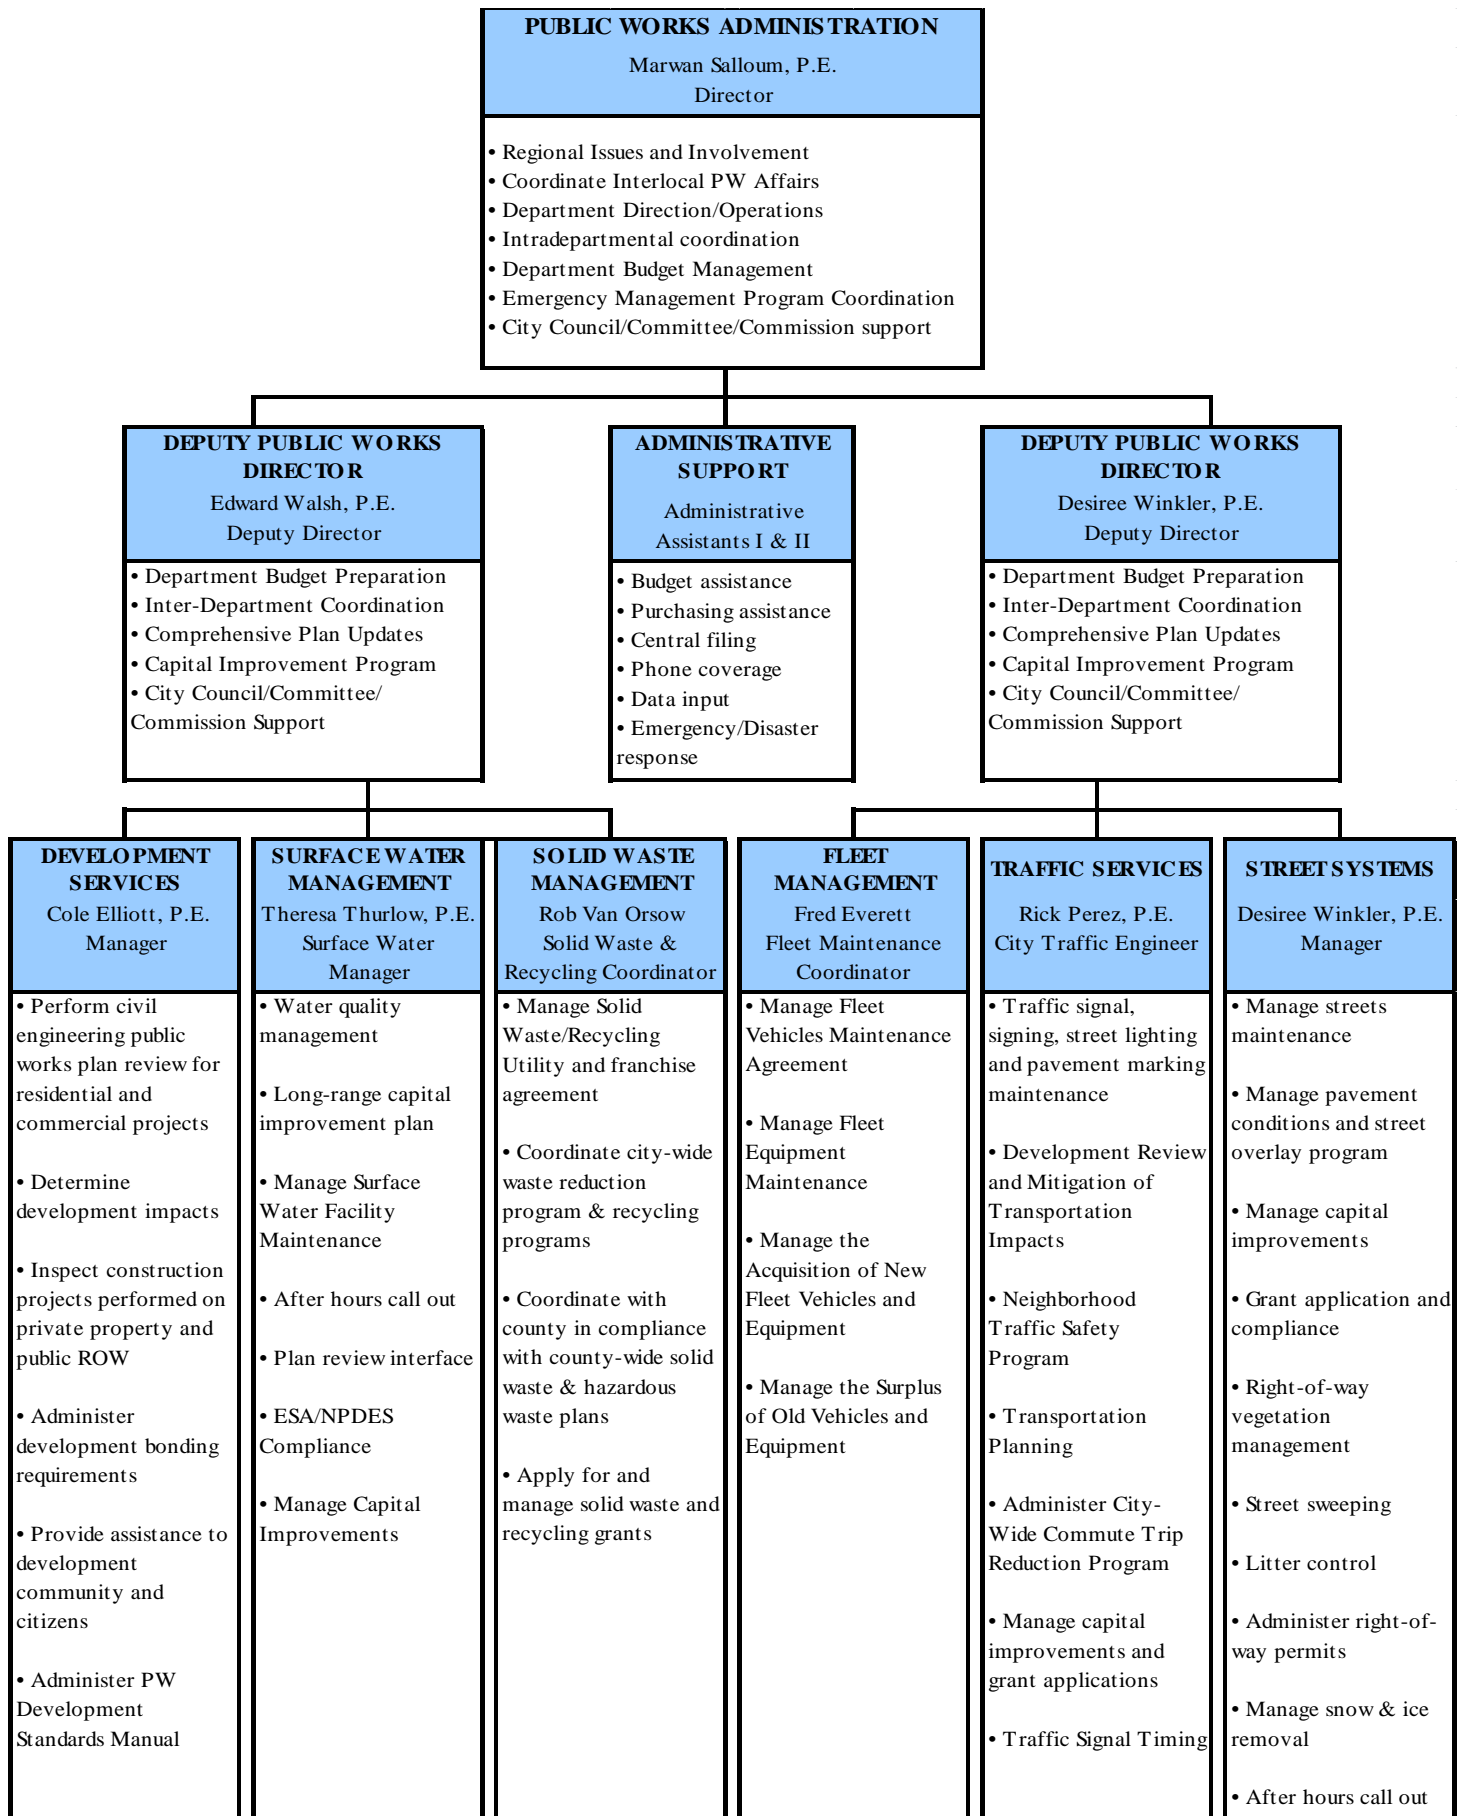 PUBLIC WORKS ADMINISTRATION
Marwan Salloum, P.E.
Director
• Regional Issues and Involvement
• Coordinate Interlocal PW Affairs
• Department Direction/Operations
• Intradepartmental coordination
• Department Budget Management
• Emergency Management Program Coordination
• City Council/Committee/Commission support
DEPUTY PUBLIC WORKS
DIRECTOR
Edward Walsh, P.E.
Deputy Director
• Department Budget Preparation
• Inter-Department Coordination
• Comprehensive Plan Updates
• Capital Improvement Program
• City Council/Committee/
Commission Support
ADMINISTRATIVE
SUPPORT
Administrative
Assistants I & II
• Budget assistance
• Purchasing assistance
• Central filing
• Phone coverage
• Data input
• Emergency/Disaster
response
DEPUTY PUBLIC WORKS
DIRECTOR
Desiree Winkler, P.E.
Deputy Director
• Department Budget Preparation
• Inter-Department Coordination
• Comprehensive Plan Updates
• Capital Improvement Program
• City Council/Committee/
Commission Support
DEVELOPMENT
SERVICES
Cole Elliott, P.E.
Manager
• Perform civil
engineering public
works plan review for
residential and
commercial projects
• Determine
development impacts
• Inspect construction
projects performed on
private property and
public ROW
• Administer
development bonding
requirements
• Provide assistance to
development
community and
citizens
• Administer PW
Development
Standards Manual
SURFACE WATER
MANAGEMENT
Theresa Thurlow, P.E.
Surface Water
Manager
• Water quality
management
• Long-range capital
improvement plan
• Manage Surface
Water Facility
Maintenance
• After hours call out
• Plan review interface
• ESA/NPDES
Compliance
• Manage Capital
Improvements
SOLID WASTE
MANAGEMENT
Rob Van Orsow
Solid Waste &
Recycling Coordinator
• Manage Solid
Waste/Recycling
Utility and franchise
agreement
• Coordinate city-wide
waste reduction
program & recycling
programs
• Coordinate with
county in compliance
with county-wide solid
waste & hazardous
waste plans
• Apply for and
manage solid waste and
recycling grants
FLEET
MANAGEMENT
Fred Everett
Fleet Maintenance
Coordinator
• Manage Fleet
Vehicles Maintenance
Agreement
• Manage Fleet
Equipment
Maintenance
• Manage the
Acquisition of New
Fleet Vehicles and
Equipment
• Manage the Surplus
of Old Vehicles and
Equipment
TRAFFIC SERVICES
Rick Perez, P.E.
City Traffic Engineer
• Traffic signal,
signing, street lighting
and pavement marking
maintenance
• Development Review
and Mitigation of
Transportation
Impacts
• Neighborhood
Traffic Safety
Program
• Transportation
Planning
• Administer City-
Wide Commute Trip
Reduction Program
• Manage capital
improvements and
grant applications
• Traffic Signal Timing
STREET SYSTEMS
Desiree Winkler, P.E.
Manager
• Manage streets
maintenance
• Manage pavement
conditions and street
overlay program
• Manage capital
improvements
• Grant application and
compliance
• Right-of-way
vegetation
management
• Street sweeping
• Litter control
• Administer right-of-
way permits
• Manage snow & ice
removal
• After hours call out